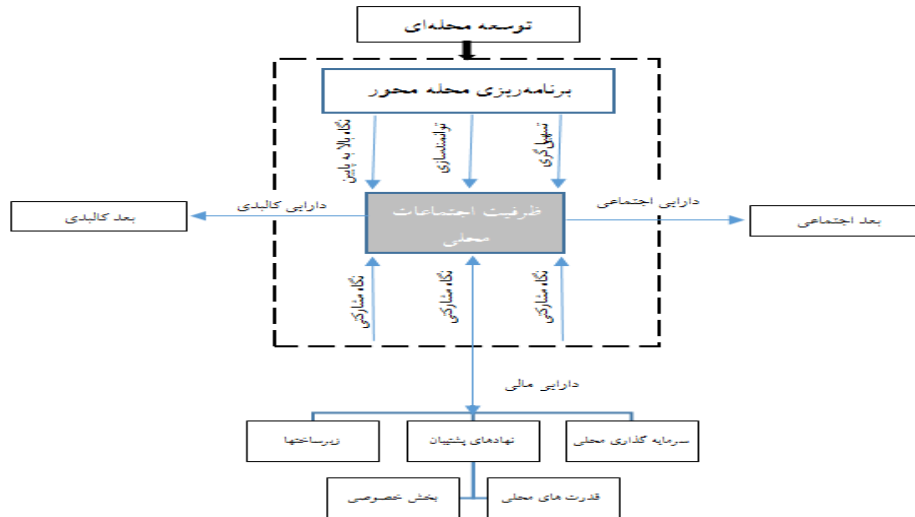 توسعه محله‌ای
برنامه‌ریزی محله محور
نگاه بالا به پایین
توانمندسازی
تسهیل‌گری
بعد کالبدی
دارایی کالبدی
ظرفیت اجتماعات
محلی
دارایی اجتماعی
بعد اجتماعی
نگاه مشارکتی
نگاه مشارکتی
نگاه مشارکتی
دارایی مالی
سرمایه گذاری محلی
نهادهای پشتیبان
زیرساختها
قدرت های محلی
بخش خصوصی